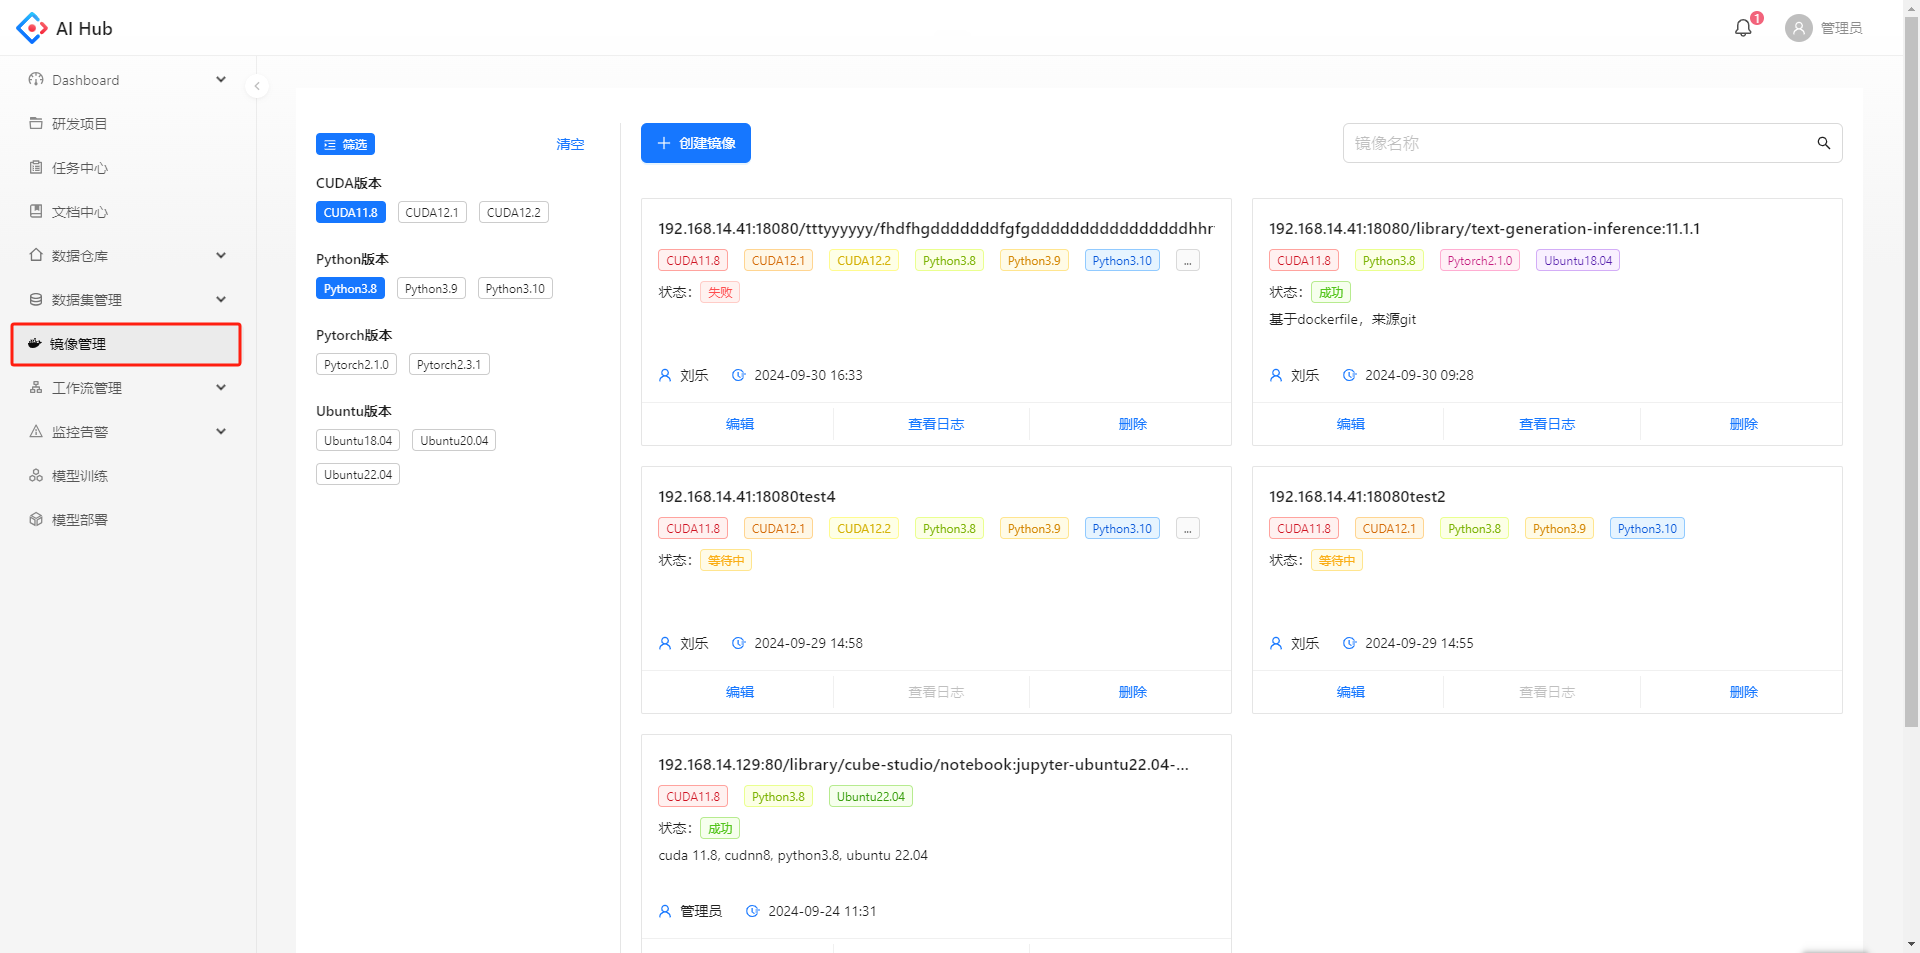 AI Hub
1
管理员
Dashboard
研发项目
任务中心
文档中心
数据仓库
数据集管理
镜像管理
工作流管理
监控告警
模型训练
模型部署
筛选
清空
CUDA版本
CUDA11.8 CUDA12.1 CUDA12.2
Python版本
Python3.8 Python3.9 Python3.10
Pytorch版本
Pytorch2.1.0 Pytorch2.3.1
Ubuntu版本
Ubuntu18.04 Ubuntu20.04
Ubuntu22.04
创建镜像
镜像名称
192.168.14.41:18080/tttyyyyyy/fhdfhgdddddddfgfgddddddddddddddddhhr
CUDA11.8 CUDA12.1 CUDA12.2 Python3.8 Python3.9 Python3.10 ...
状态: 失败
刘乐 2024-09-30 16:33
编辑 查看日志 删除
192.168.14.41:18080/library/text-generation-inference:11.1.1
CUDA11.8 Python3.8 Pytorch2.1.0 Ubuntu18.04
状态: 成功
基于dockerfile，来源git
刘乐 2024-09-30 09:28
编辑 查看日志 删除
192.168.14.41:18080test4
CUDA11.8 CUDA12.1 CUDA12.2 Python3.8 Python3.9 Python3.10 ...
状态: 等待中
刘乐 2024-09-29 14:58
编辑 查看日志 删除
192.168.14.41:18080test2
CUDA11.8 CUDA12.1 Python3.8 Python3.9 Python3.10
状态: 等待中
刘乐 2024-09-29 14:55
编辑 查看日志 删除
192.168.14.129:80/library/cube-studio/notebook:jupyter-ubuntu22.04-...
CUDA11.8 Python3.8 Ubuntu22.04
状态: 成功
cuda 11.8, cudnn8, python3.8, ubuntu 22.04
管理员 2024-09-24 11:31